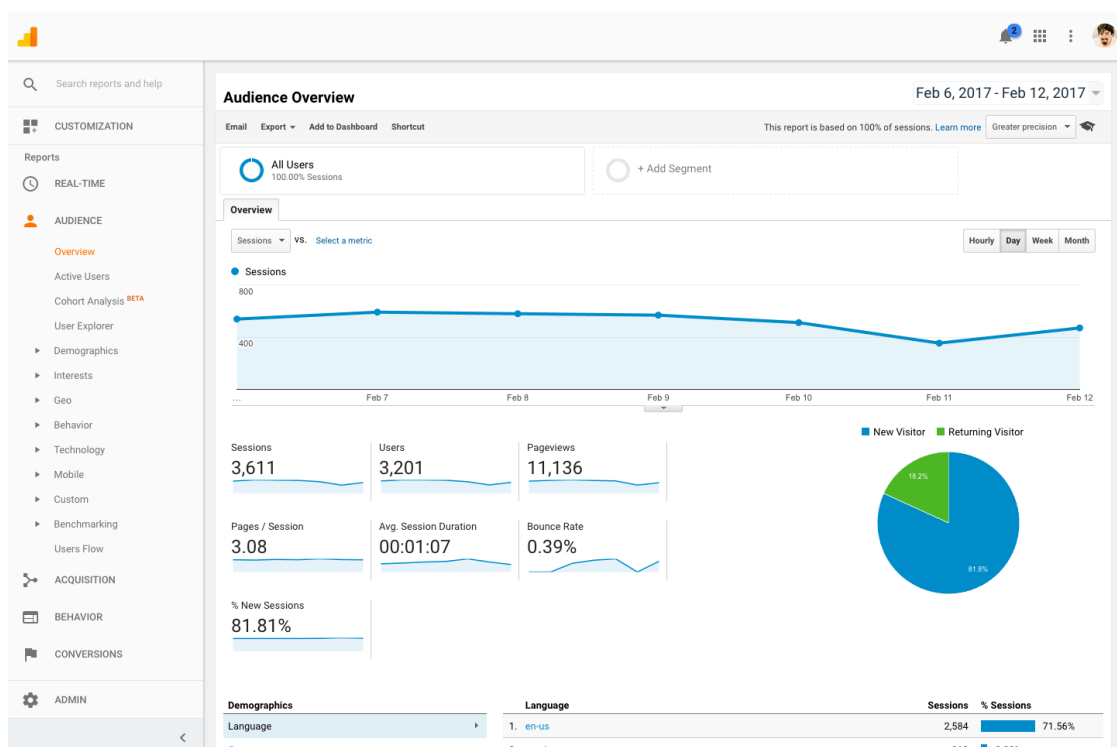 2
Search reports and help
CUSTOMIZATION
Reports
REAL-TIME
AUDIENCE
Overview
Active Users
Cohort Analysis BETA
User Explorer
Demographics
Interests
Geo
Behavior
Technology
Mobile
Custom
Benchmarking
Users Flow
ACQUISITION
BEHAVIOR
CONVERSIONS
ADMIN
Audience Overview
Feb 6, 2017 - Feb 12, 2017
Email Export Add to Dashboard Shortcut
This report is based on 100% of sessions. Learn more Greater precision
All Users
100.00% Sessions
+ Add Segment
Overview
Sessions VS. Select a metric
Hourly Day Week Month
Sessions
800
400
... Feb 7 Feb 8 Feb 9 Feb 10 Feb 11 Feb 12
New Visitor Returning Visitor
18.2%
81.8%
Sessions
3,611
Users
3,201
Pageviews
11,136
Pages / Session
3.08
Avg. Session Duration
00:01:07
Bounce Rate
0.39%
% New Sessions
81.81%
Demographics
Language
Language Sessions % Sessions
1. en-us 2,584 71.56%